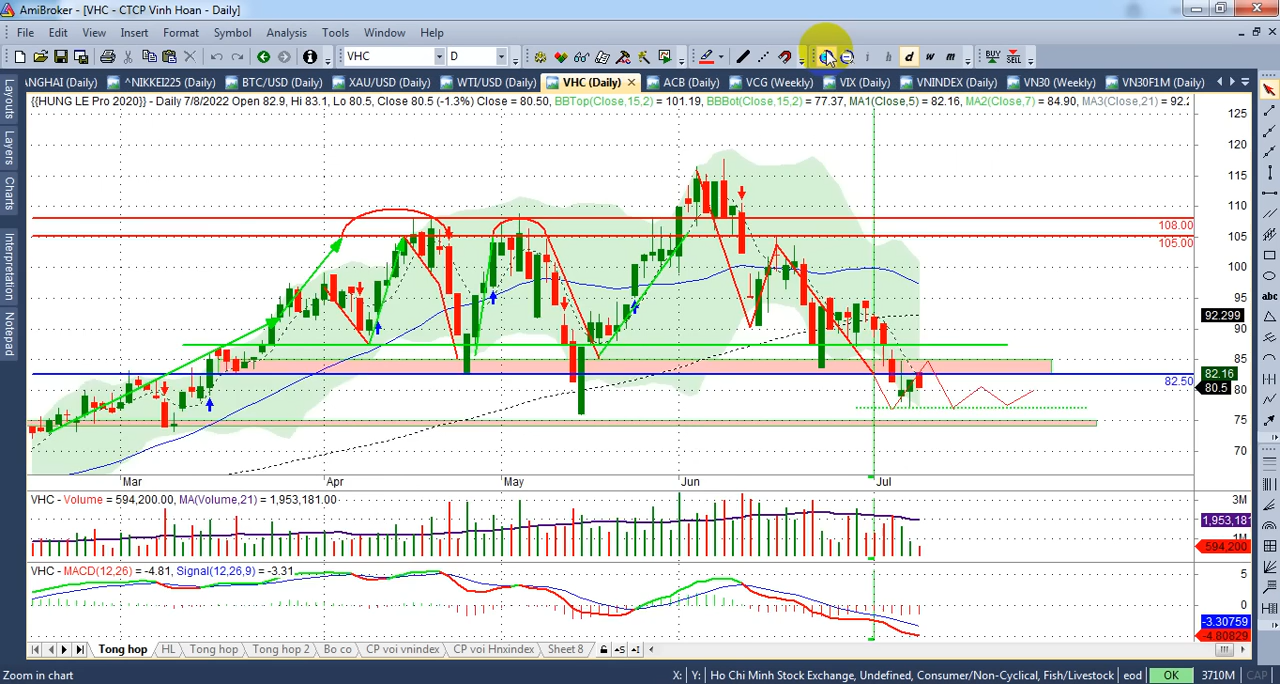 AmiBroker - [VHC - CTCP Vinh Hoan - Daily]
File Edit View Insert Format Symbol Analysis Tools Window Help
VHC D i h d w m BUY SELL
NGHAI (Daily) ^NIKKEI225 (Daily) BTC/USD (Daily) XAU/USD (Daily) WTI/USD (Daily) VHC (Daily) ACB (Daily) VCG (Weekly) VIX (Daily) VNINDEX (Daily) VN30 (Weekly) VN30F1M (Daily)
{{HUNG LE Pro 2020}} - Daily 7/8/2022 Open 82.9, Hi 83.1, Lo 80.5, Close 80.5 (-1.3%) Close = 80.50, BBTop(Close,15,2) = 101.19, BBBot(Close,15,2) = 77.37, MA1(Close,5) = 82.16, MA2(Close,7) = 84.90, MA3(Close,21) = 92.2
Layouts
Layers
Charts
Interpretation
Notepad
abc
125
120
115
110
108.00
105
105.00
100
95
92.299
90
85
82.16
82.50
80.5
80
75
70
Mar Apr May Jun Jul
VHC - Volume = 594,200.00, MA(Volume,21) = 1,953,181.00
3M
1,953,181
1M
594,200
VHC - MACD(12,26) = -4.81, Signal(12,26,9) = -3.31
5
0
-3.30759
-4.80829
Tong hop HL Tong hop Tong hop 2 Bo co CP voi vnindex CP voi Hnxindex Sheet 8
Zoom in chart X: Y: Ho Chi Minh Stock Exchange, Undefined, Consumer/Non-Cyclical, Fish/Livestock eod OK 3710M CAP